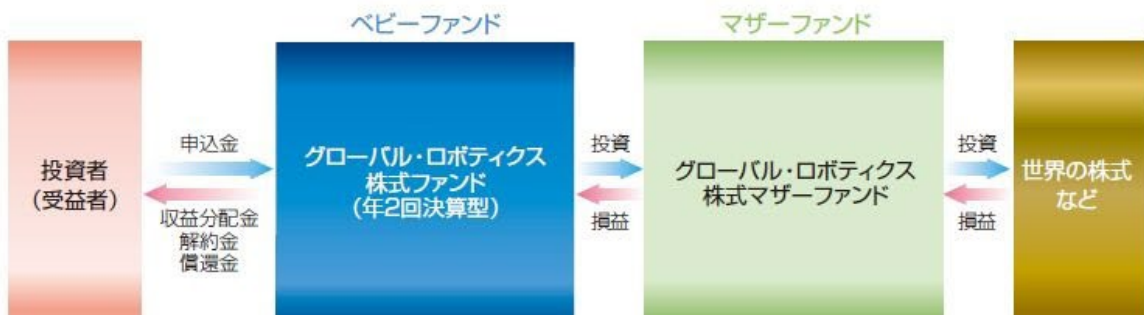 ベビーファンド
マザーファンド
投資者
(受益者)
申込金
収益分配金
解約金
償還金
グローバル・ロボティクス
株式ファンド
(年2回決算型)
投資
損益
グローバル・ロボティクス
株式マザーファンド
投資
損益
世界の株式
など